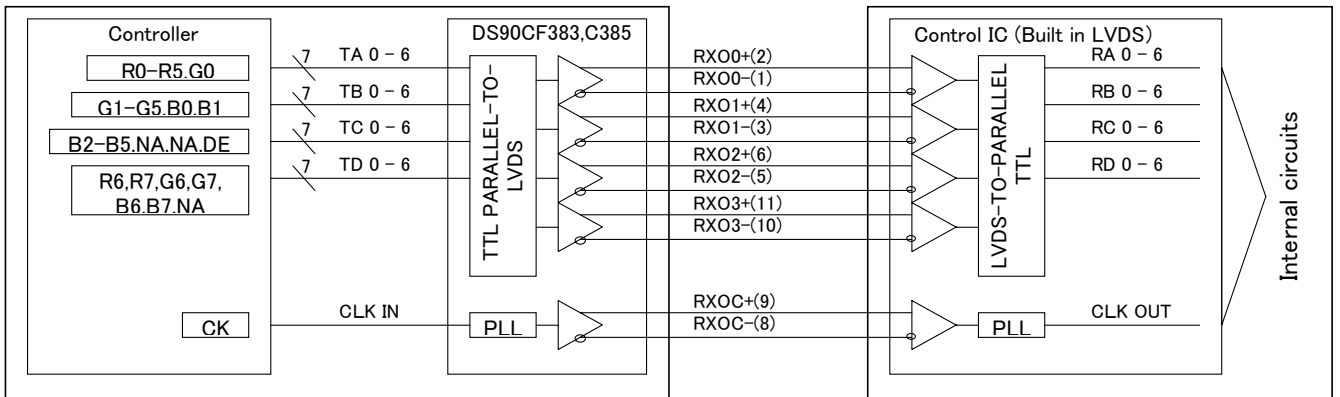 Controller
R0-R5.G0
G1-G5.B0.B1
B2-B5.NA.NA.DE
R6,R7,G6,G7,
B6.B7.NA
CK
7
TA 0 - 6
7
TB 0 - 6
7
TC 0 - 6
7
TD 0 - 6
CLK IN
DS90CF383,C385
TTL PARALLEL-TO-
LVDS
PLL
RXO0+(2)
RXO0-(1)
RXO1+(4)
RXO1-(3)
RXO2+(6)
RXO2-(5)
RXO3+(11)
RXO3-(10)
RXOC+(9)
RXOC-(8)
Control IC (Built in LVDS)
LVDS-TO-PARALLEL
TTL
PLL
RA 0 - 6
RB 0 - 6
RC 0 - 6
RD 0 - 6
CLK OUT
Internal circuits